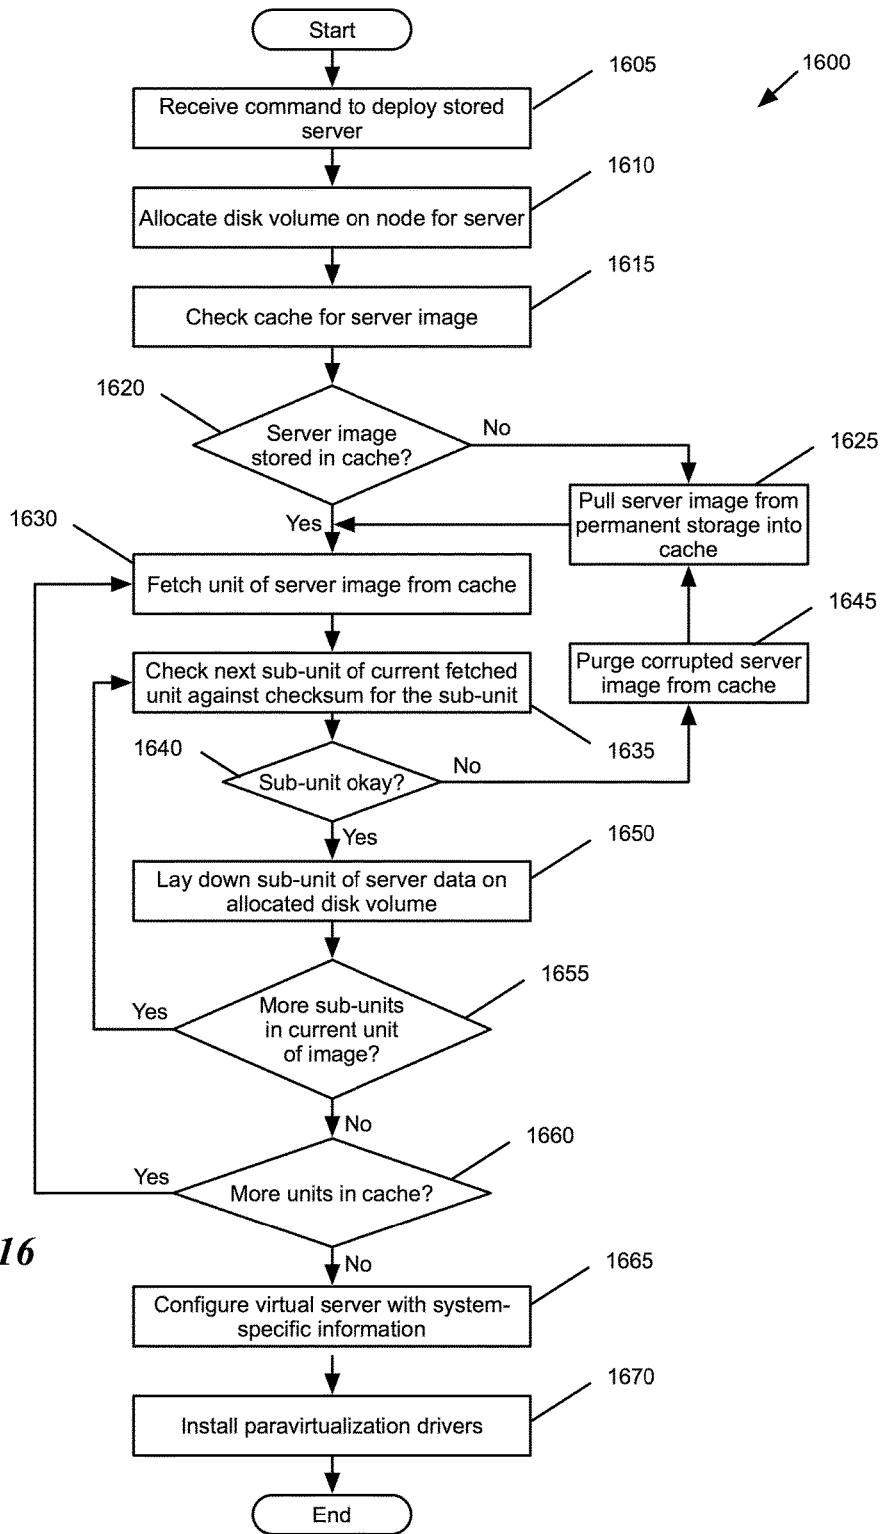 Start
1605
1600
Receive command to deploy stored
server
1610
Allocate disk volume on node for server
1615
Check cache for server image
1620
Server image
stored in cache?
No
1625
Pull server image from
permanent storage into
cache
Yes
1630
Fetch unit of server image from cache
1645
Purge corrupted server
image from cache
Check next sub-unit of current fetched
unit against checksum for the sub-unit
1635
1640
Sub-unit okay?
No
Yes
1650
Lay down sub-unit of server data on
allocated disk volume
1655
More sub-units
in current unit
of image?
Yes
No
1660
More units in cache?
Yes
16
No
1665
Configure virtual server with system-
specific information
1670
Install paravirtualization drivers
End